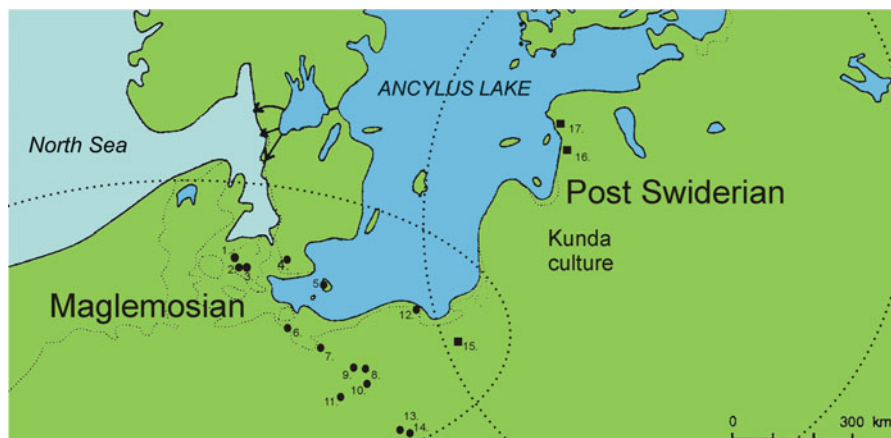 ANCYLUS LAKE
North Sea
17.
16.
Post Swiderian
Kunda
culture
1.
2.
3.
4.
5.
Maglemosian
12.
6.
15.
7.
9.
8.
10.
11.
13.
14.
0 300 km